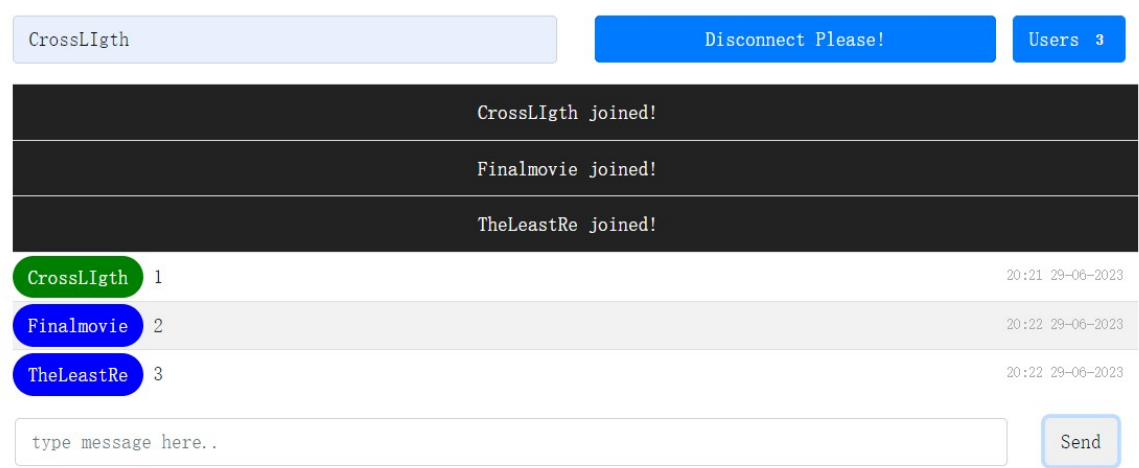 CrossLIgth Disconnect Please! Users 3
CrossLIgth joined!
Finalmovie joined!
TheLeastRe joined!
CrossLIgth 1 20:21 29-06-2023
Finalmovie 2 20:22 29-06-2023
TheLeastRe 3 20:22 29-06-2023
type message here.. Send